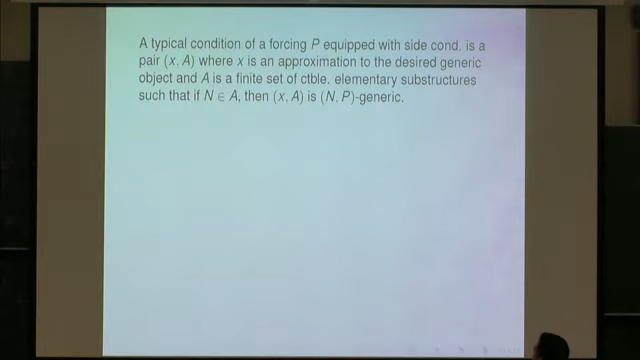 A typical condition of a forcing P equipped with side cond. is a
pair (x, A) where x is an approximation to the desired generic
object and A is a finite set of ctble. elementary substructures
such that if N ∈ A, then (x, A) is (N, P)-generic.